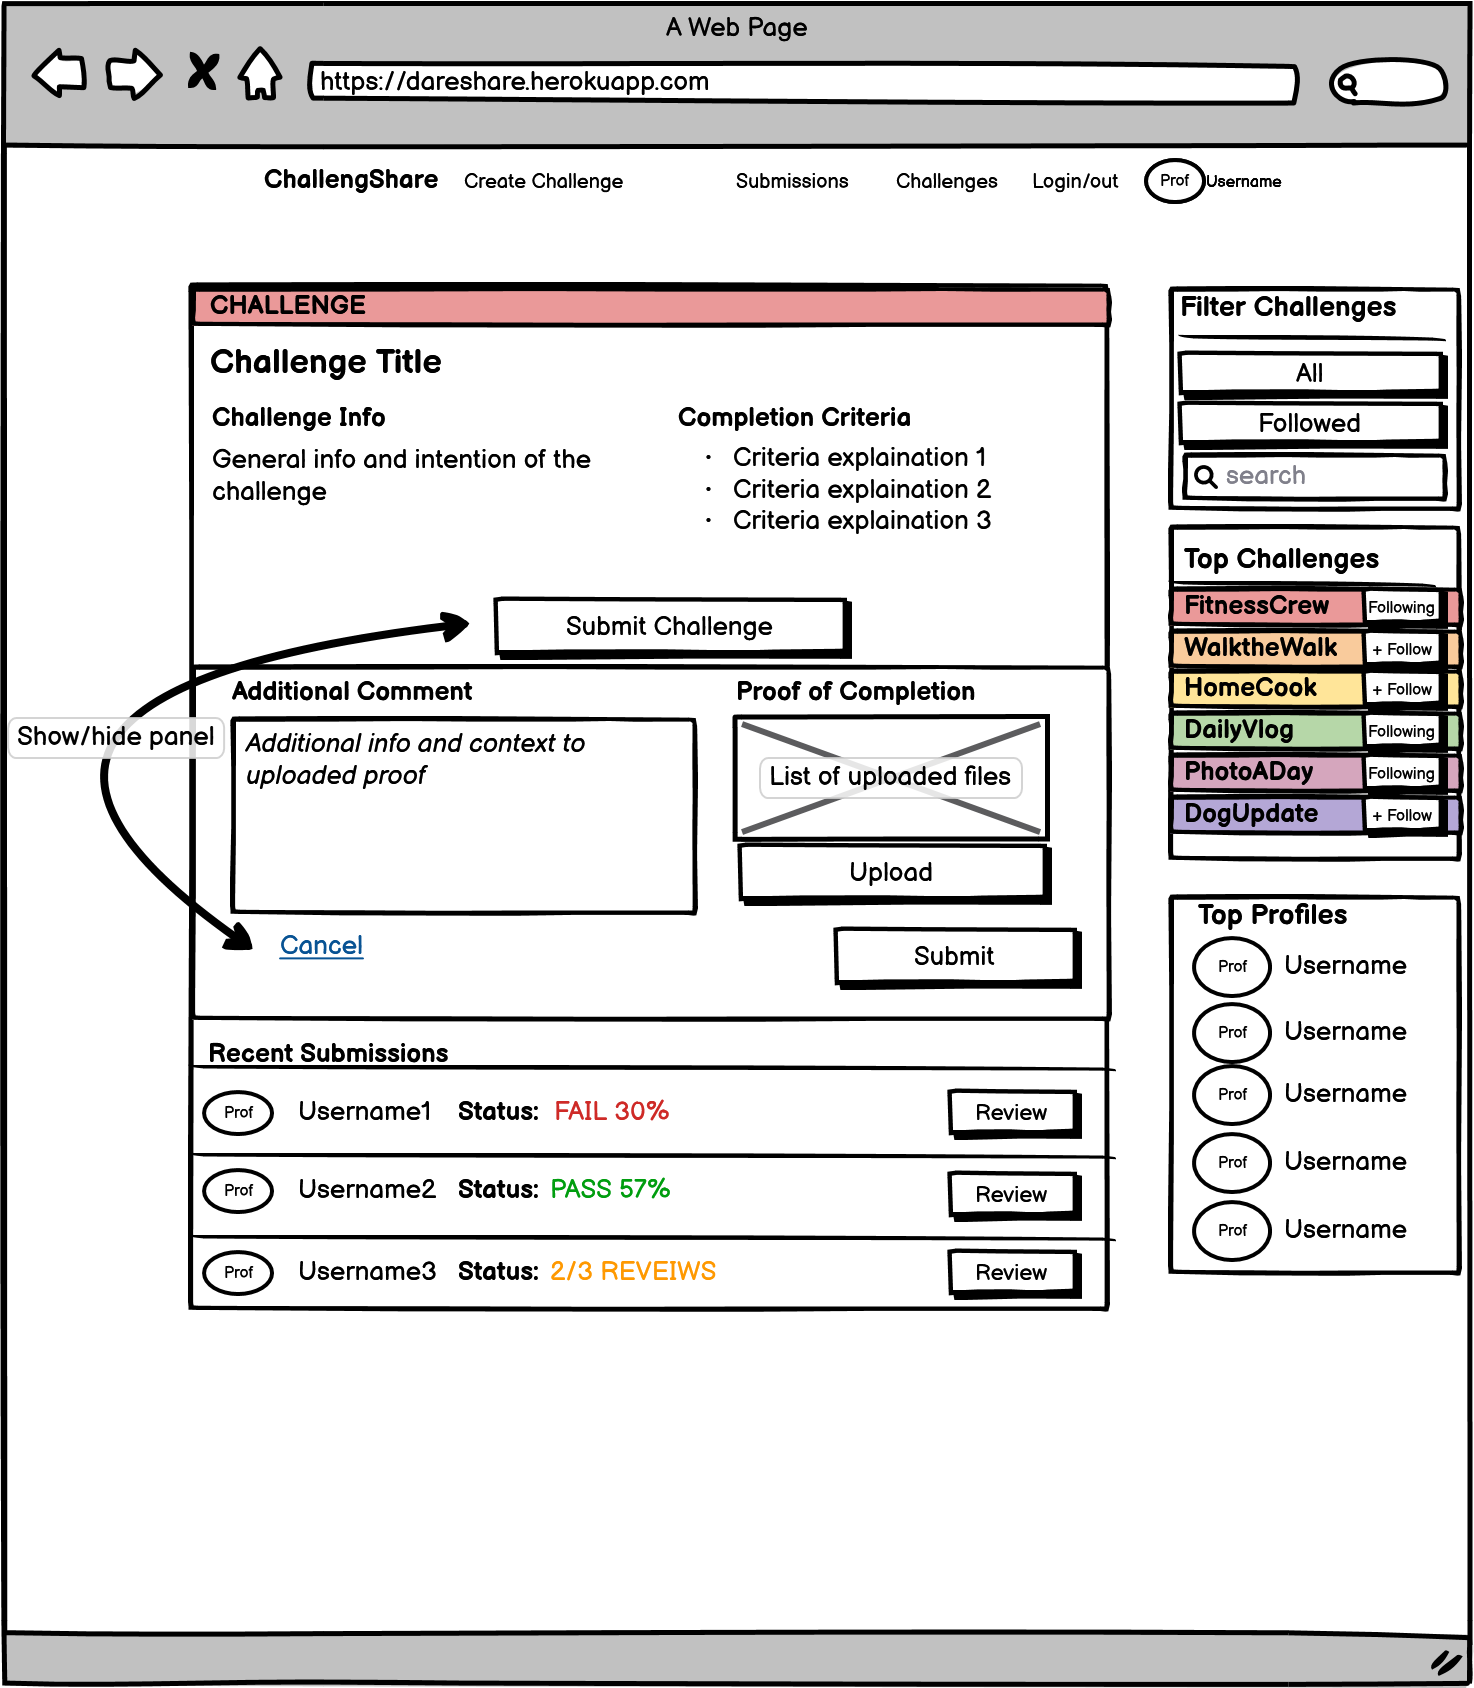 A Web Page
https://dareshare.herokuapp.com
ChallengShare Create Challenge Submissions Challenges Login/out Prof Username
CHALLENGE
Challenge Title
Challenge Info
General info and intention of the
challenge
Completion Criteria
· Criteria explaination 1
· Criteria explaination 2
· Criteria explaination 3
Submit Challenge
Show/hide panel
Additional Comment
Additional info and context to
uploaded proof
Proof of Completion
List of uploaded files
Upload
Cancel
Submit
Recent Submissions
Prof Username1 Status: FAIL 30% Review
Prof Username2 Status: PASS 57% Review
Prof Username3 Status: 2/3 REVEIWS Review
Filter Challenges
All
Followed
search
Top Challenges
FitnessCrew Following
WalktheWalk + Follow
HomeCook + Follow
DailyVlog Following
PhotoADay Following
DogUpdate + Follow
Top Profiles
Prof Username
Prof Username
Prof Username
Prof Username
Prof Username